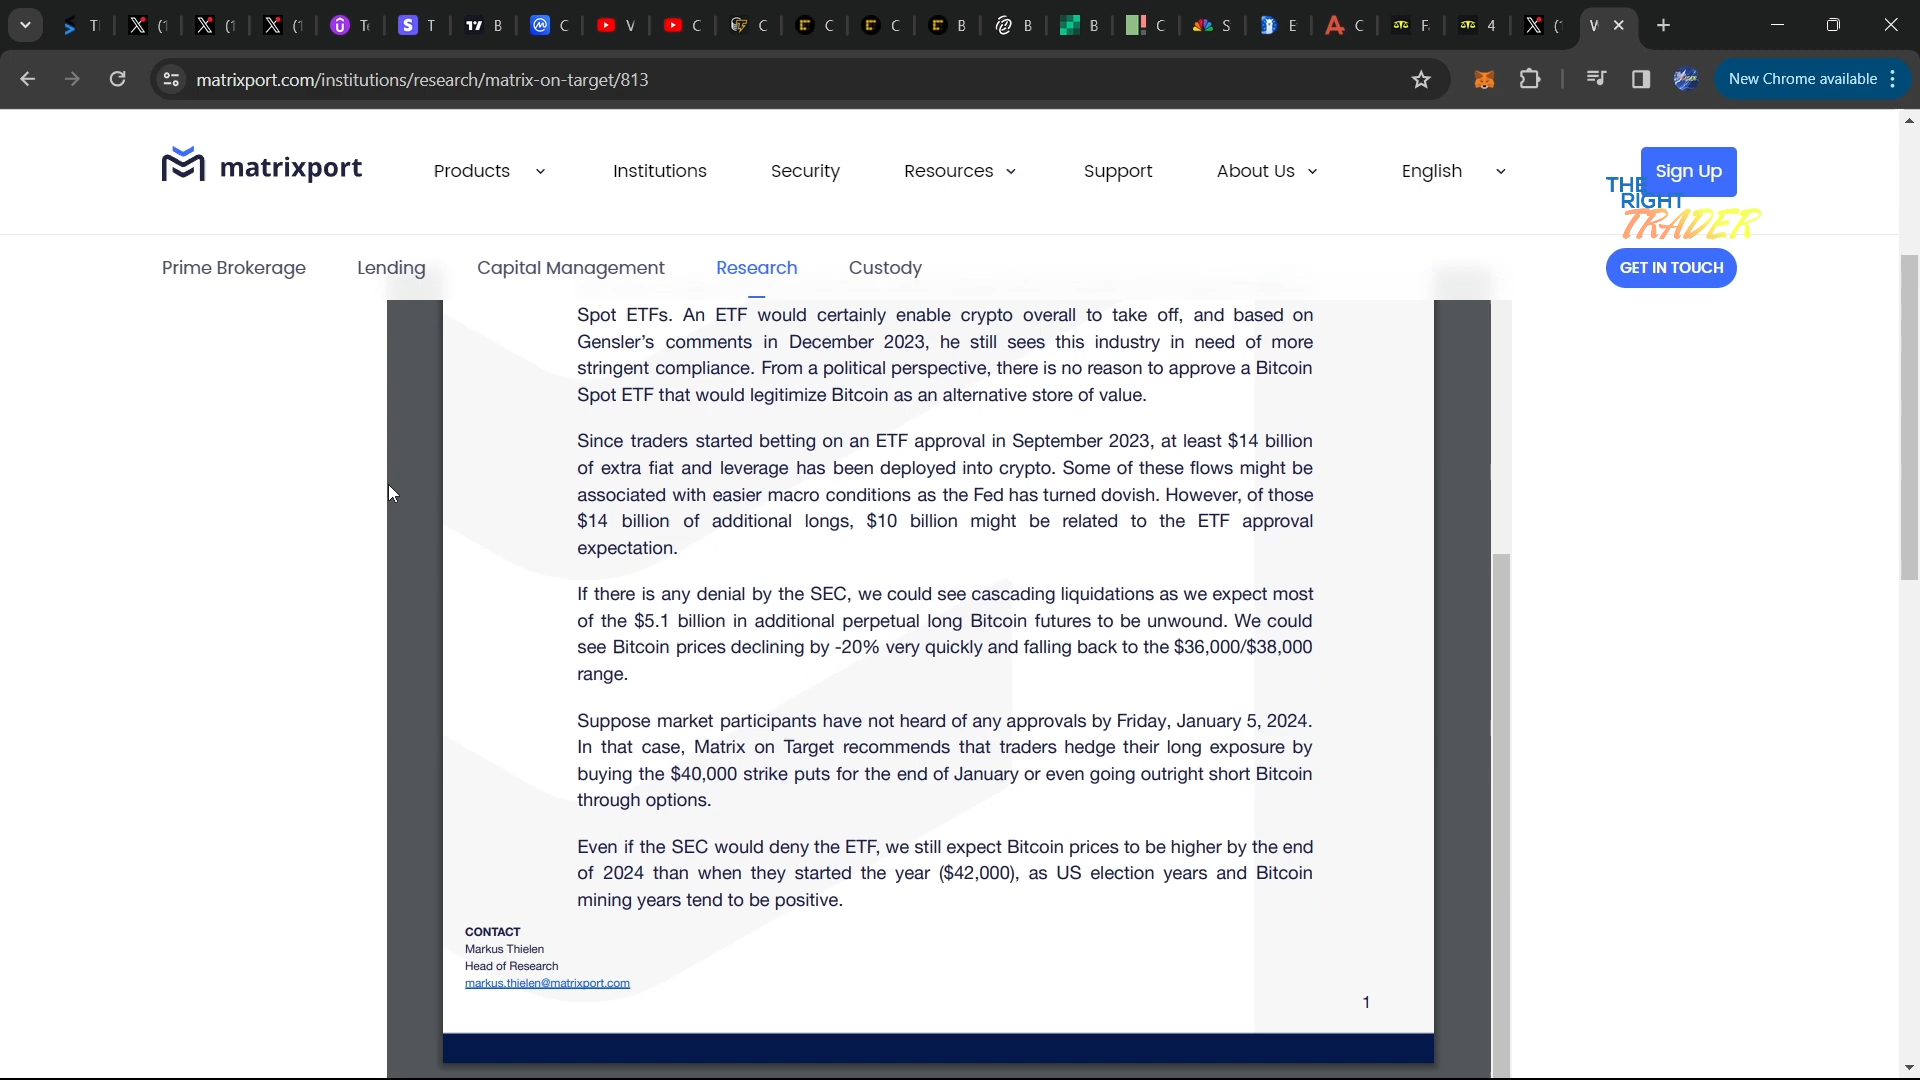 T
(1
(1
(1
Te
T
B
C
V
C
C
C
C
B
B
B
C
S
E
C
F
4
(1
V
matrixport.com/institutions/research/matrix-on-target/813
New Chrome available
matrixport
Products
Institutions
Security
Resources
Support
About Us
English
Sign Up
THE
RIGHT
TRADER
Prime Brokerage
Lending
Capital Management
Research
Custody
GET IN TOUCH
Spot ETFs. An ETF would certainly enable crypto overall to take off, and based on
Gensler's comments in December 2023, he still sees this industry in need of more
stringent compliance. From a political perspective, there is no reason to approve a Bitcoin
Spot ETF that would legitimize Bitcoin as an alternative store of value.
Since traders started betting on an ETF approval in September 2023, at least $14 billion
of extra fiat and leverage has been deployed into crypto. Some of these flows might be
associated with easier macro conditions as the Fed has turned dovish. However, of those
$14 billion of additional longs, $10 billion might be related to the ETF approval
expectation.
If there is any denial by the SEC, we could see cascading liquidations as we expect most
of the $5.1 billion in additional perpetual long Bitcoin futures to be unwound. We could
see Bitcoin prices declining by -20% very quickly and falling back to the $36,000/$38,000
range.
Suppose market participants have not heard of any approvals by Friday, January 5, 2024.
In that case, Matrix on Target recommends that traders hedge their long exposure by
buying the $40,000 strike puts for the end of January or even going outright short Bitcoin
through options.
Even if the SEC would deny the ETF, we still expect Bitcoin prices to be higher by the end
of 2024 than when they started the year ($42,000), as US election years and Bitcoin
mining years tend to be positive.
CONTACT
Markus Thielen
Head of Research
markus.thielen@matrixport.com
1